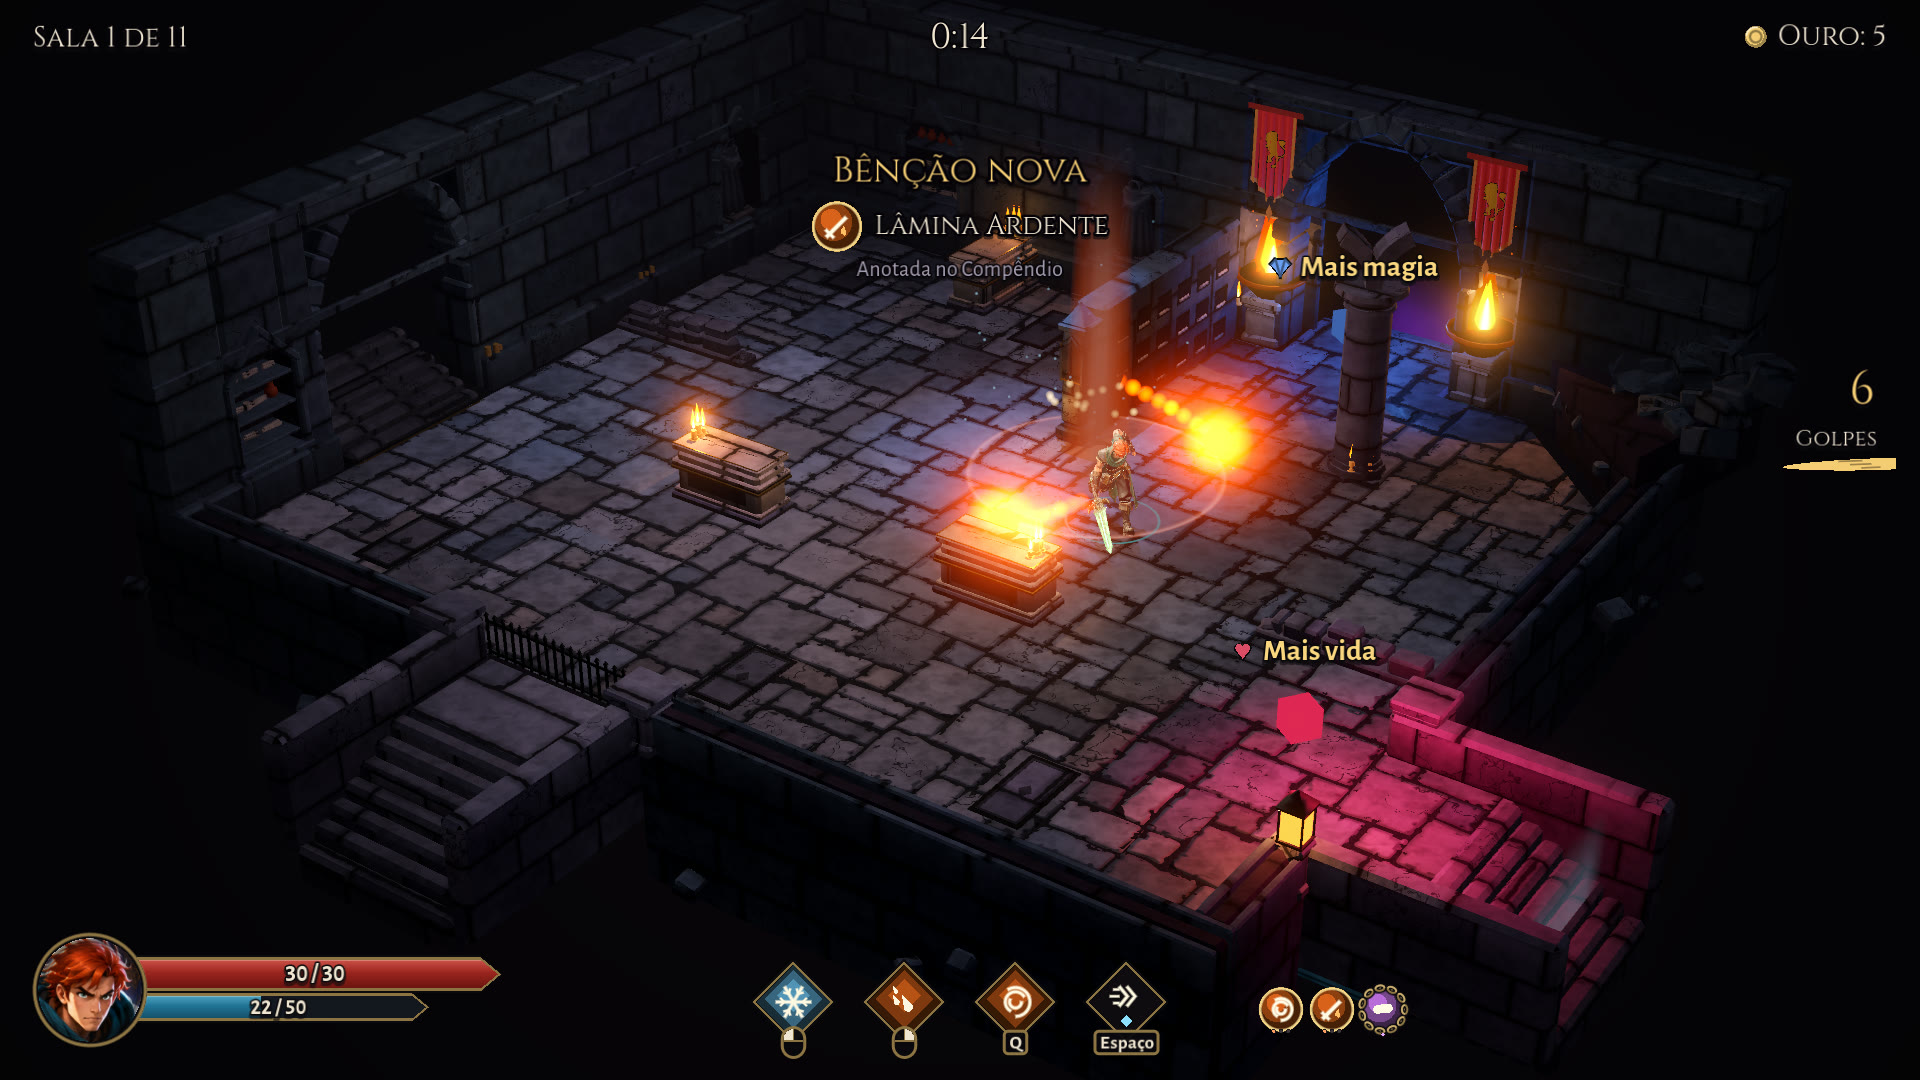 Sala 1 de 11
0:14
Ouro: 5
Bênção nova
Lâmina Ardente
Anotada no Compêndio
Mais magia
6
Golpes
Mais vida
30/30
22/50
Q
Espaço